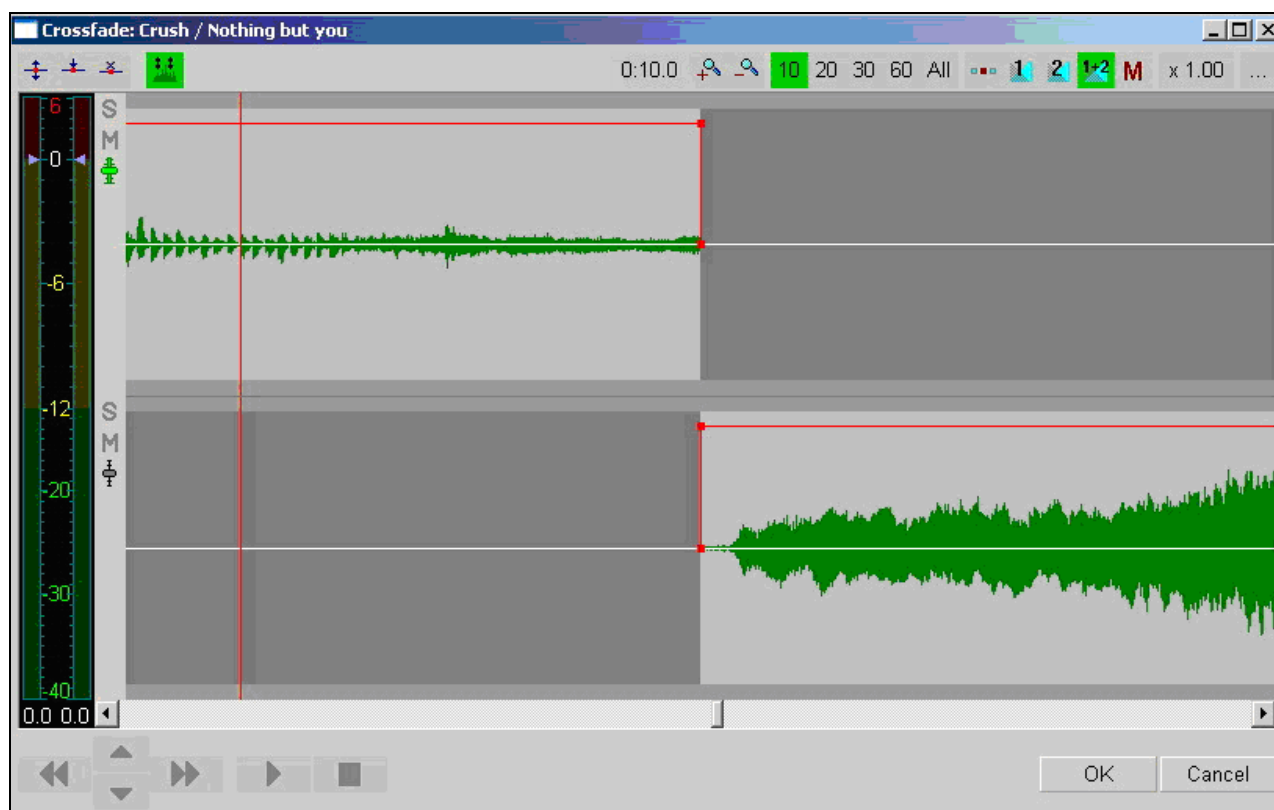 Crossfade: Crush / Nothing but you
0:10.0 10 20 30 60 All 1 2 1+2 M x 1.00 ...
6
0
-6
-12
-20
-30
-40
0.0 0.0
S
M
S
M
OK Cancel